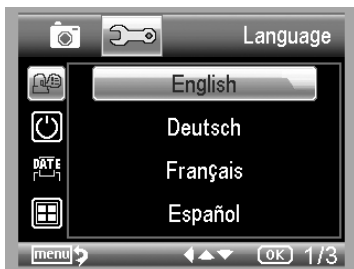 Language
English
Deutsch
DATE
Français
Español
menu OK 1/3